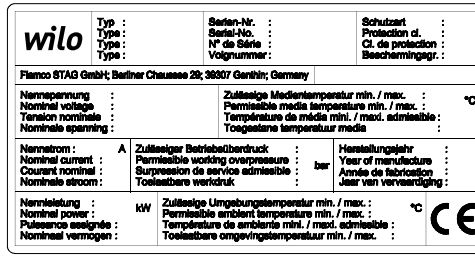 wilo
Typ :
Type :
Type :
Type :
Serien-Nr. :
Serial-No. :
N° de Série :
Volgnummer :
Schutzart :
Protection cl. :
Cl. de protection :
Beschermingsgr. :
Flamco STAG GmbH; Berliner Chaussee 29; 39307 Genthin; Germany
Nennspannung :
Nominal voltage :
Tension nominale :
Nominale spanning :
Zulässige Medientemperatur min. / max. : °C
Permissible media temperature min. / max. :
Température de média mini. / maxi. admissible :
Toegestane temperatuur media :
Nennstrom : A
Nominal current :
Courant nominal :
Nominale stroom :
Zulässiger Betriebsüberdruck :
Permissible working overpressure : bar
Surpression de service admissible :
Toelaatbare werkdruk :
Herstellungsjahr :
Year of manufacture :
Année de fabrication :
Jaar van vervaardiging :
Nennleistung : kW
Nominal power :
Puissance assignée :
Nominaal vermogen :
Zulässige Umgebungstemperatur min. / max. : °C
Permissible ambient temperature min. / max. :
Température de ambiante mini. / maxi. admissible :
Toelaatbare omgevingstemperatuur min. / max. :
CE